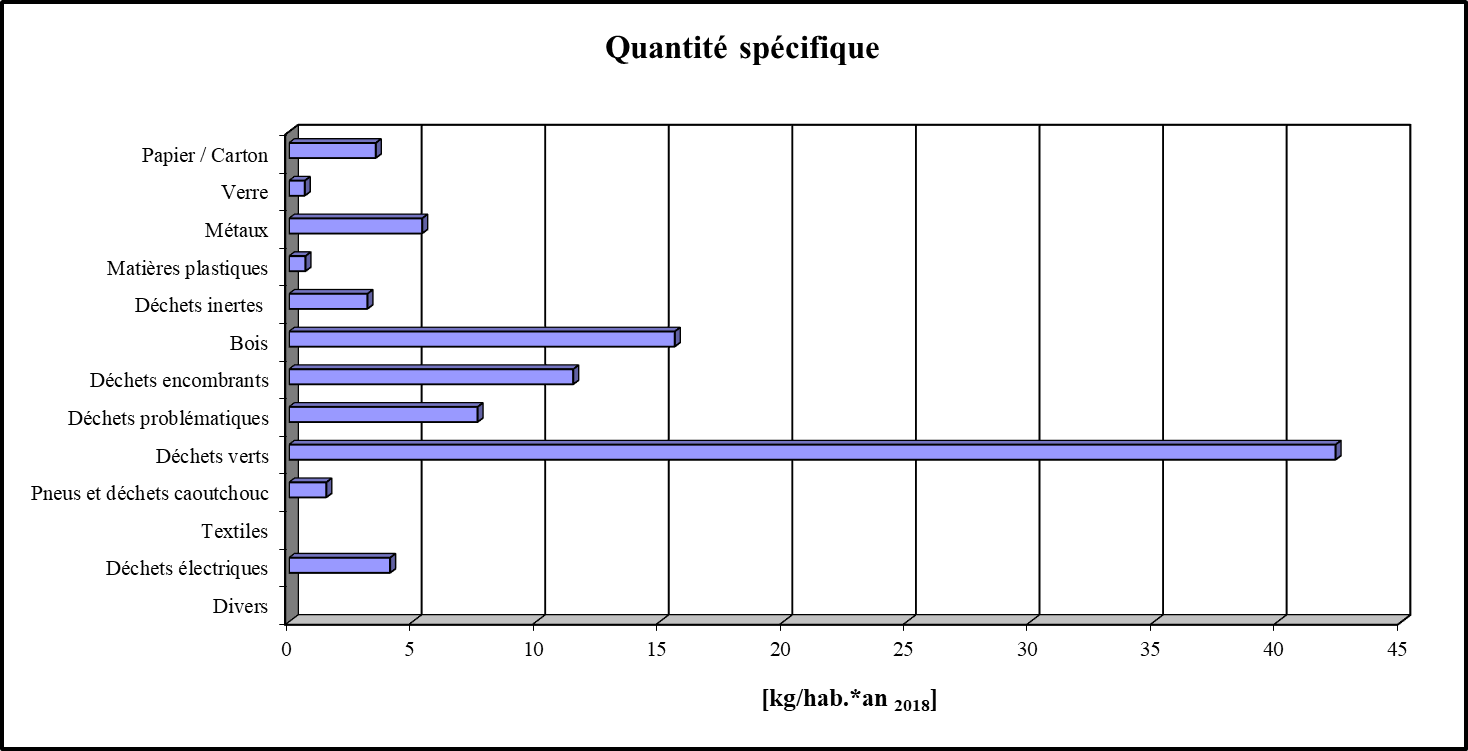 Quantité spécifique
Papier / Carton
Verre
Métaux
Matières plastiques
Déchets inertes
Bois
Déchets encombrants
Déchets problématiques
Déchets verts
Pneus et déchets caoutchouc
Textiles
Déchets électriques
Divers
0 5 10 15 20 25 30 35 40 45
[kg/hab.*an 2018]